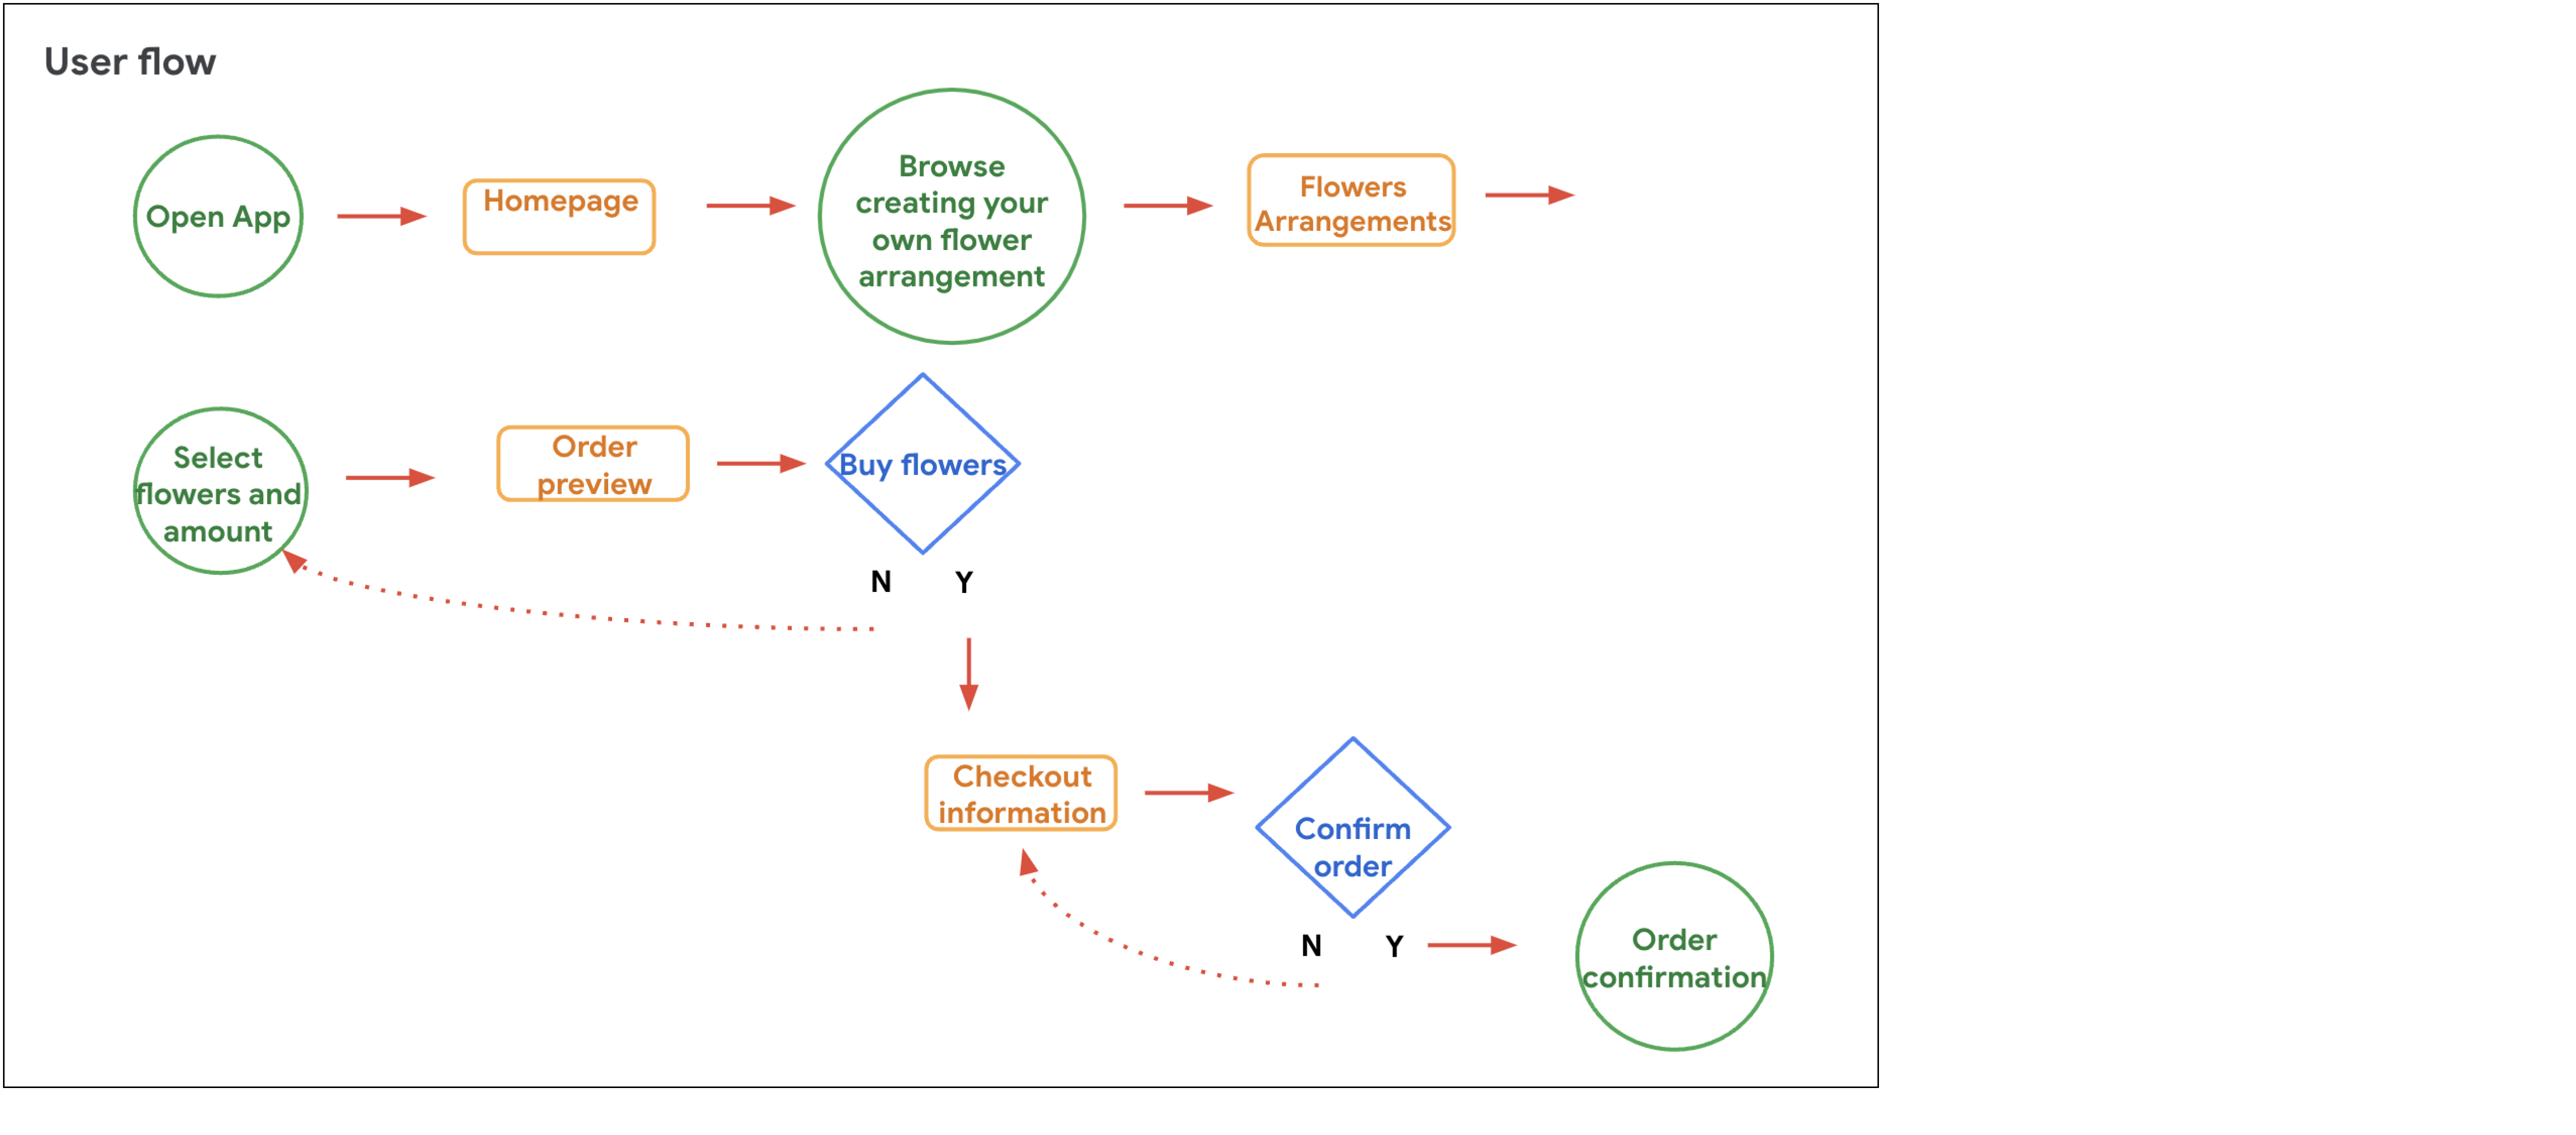 User flow
Open App
Homepage
Browse
creating your
own flower
arrangement
Flowers
Arrangements
Select
flowers and
amount
Order
preview
Buy flowers
N
Y
Checkout
information
Confirm
order
N
Y
Order
confirmation